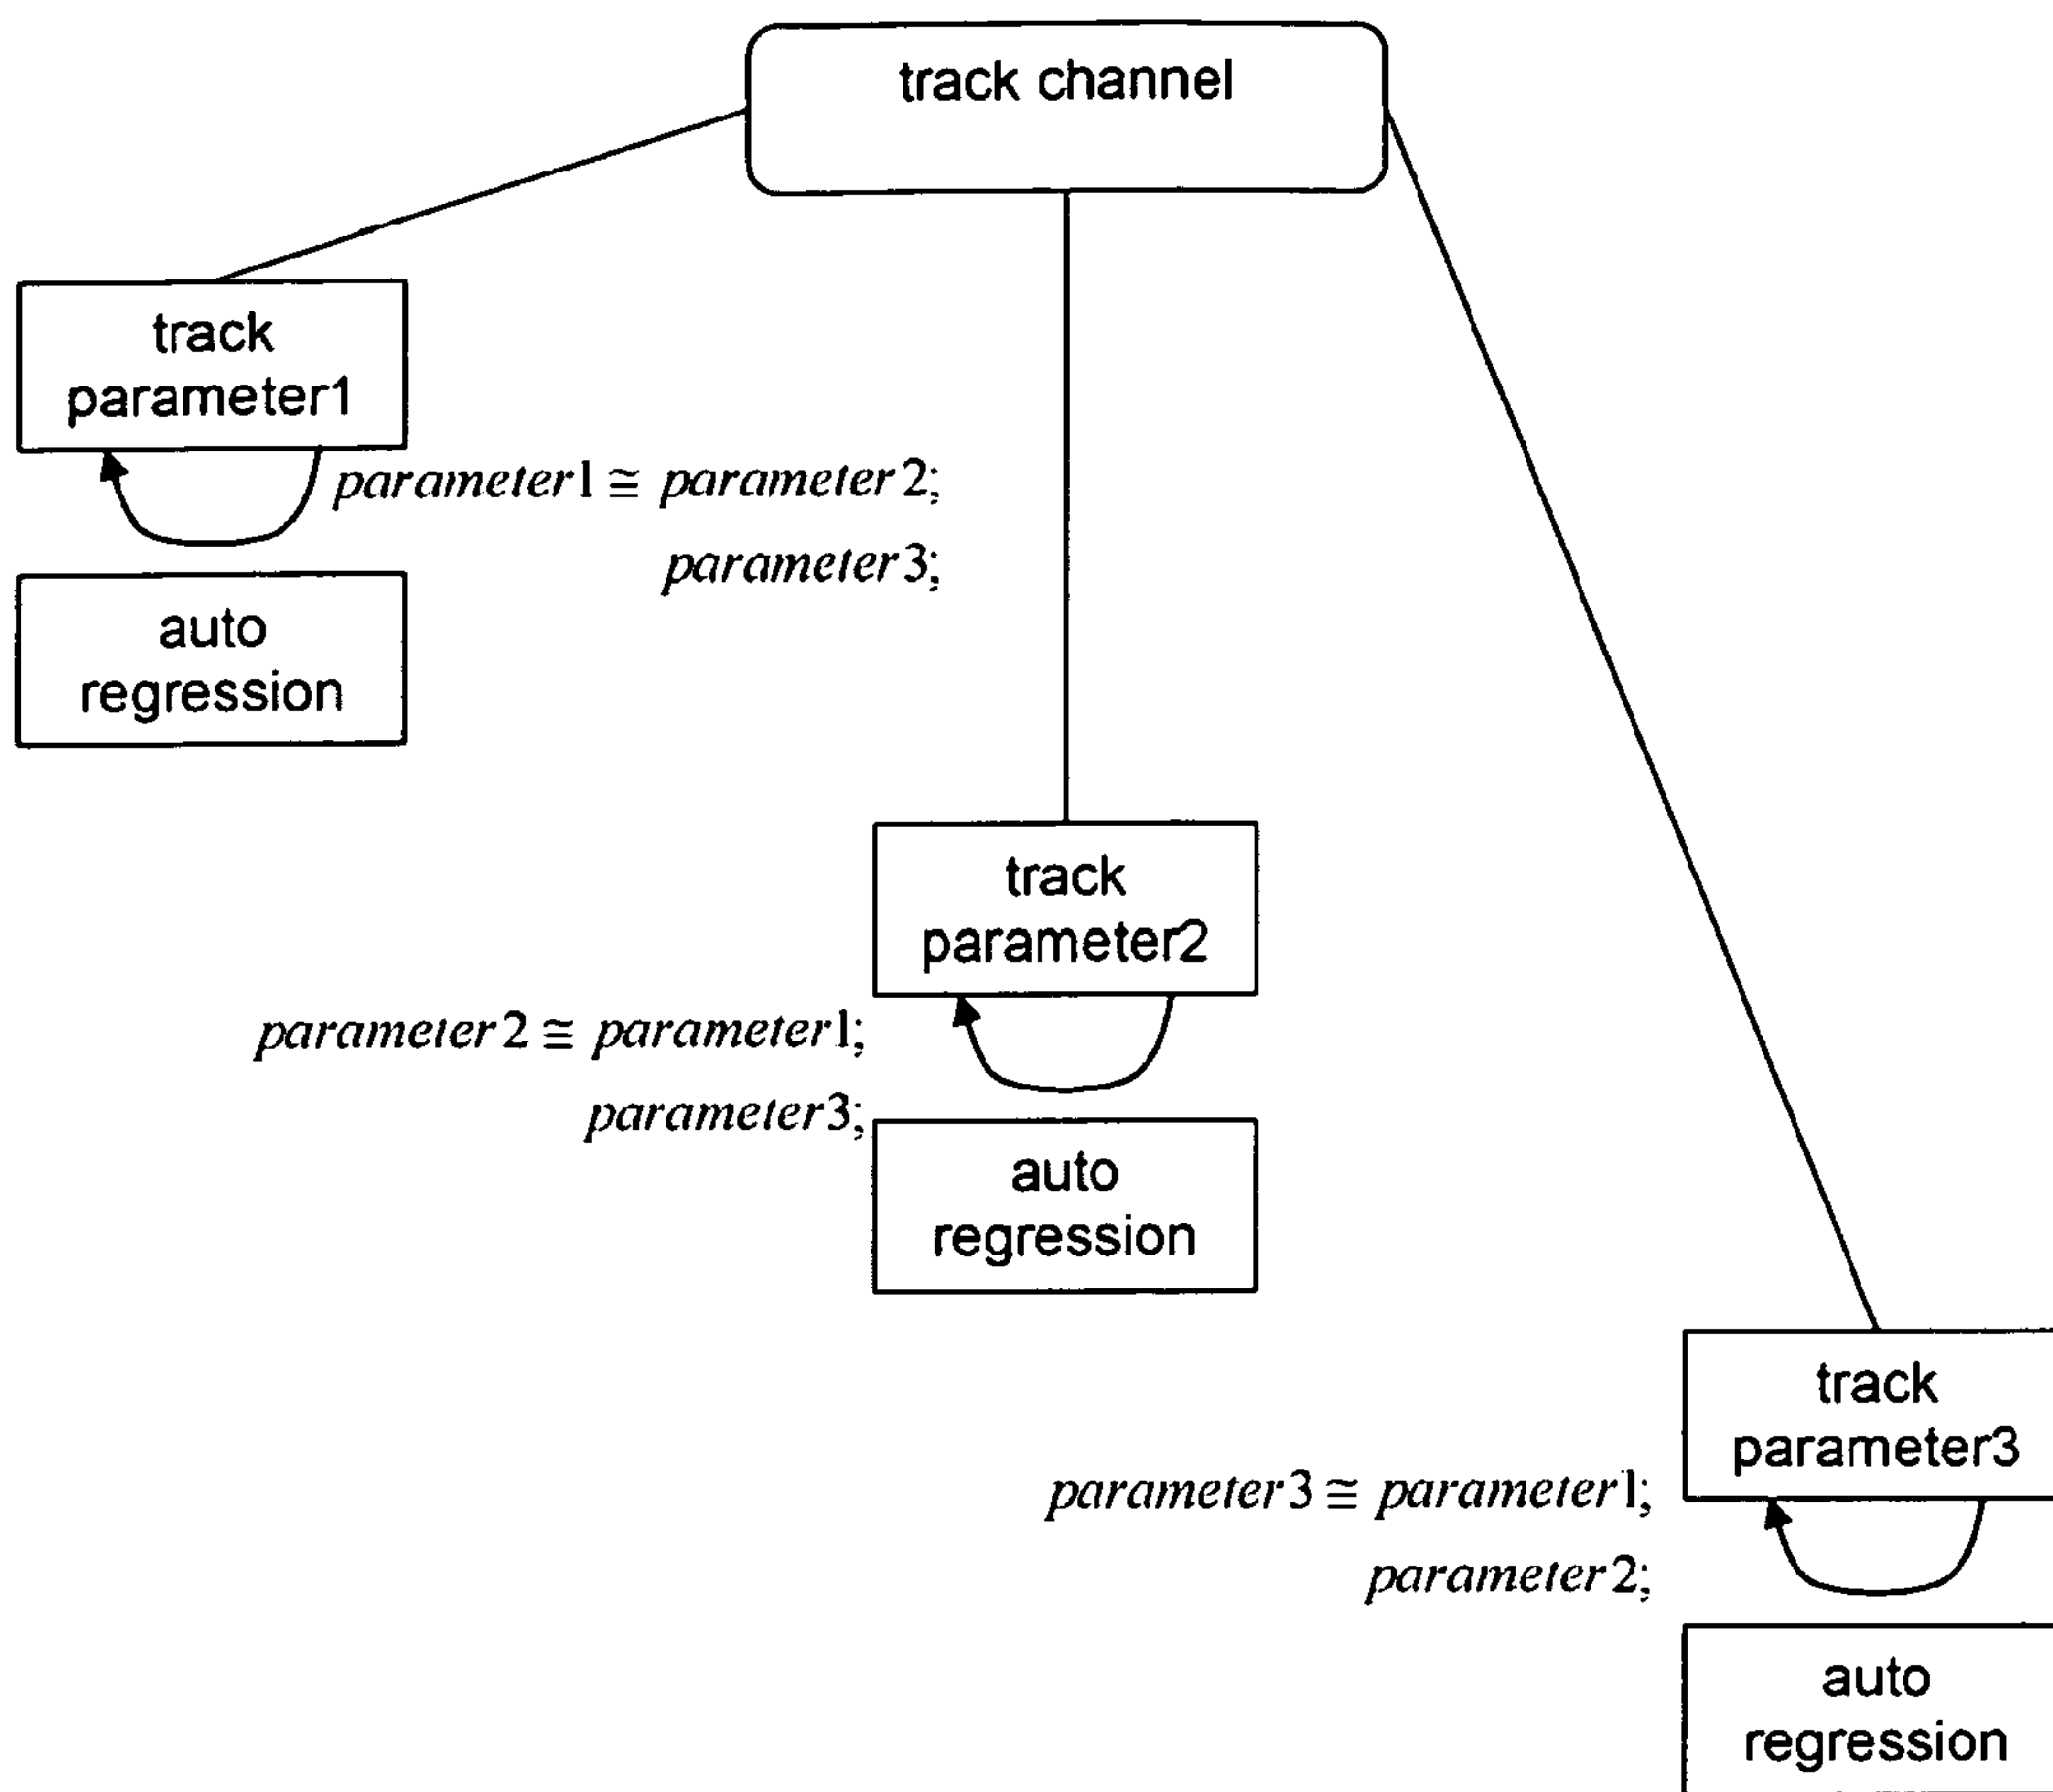 track channel
track
parameter1
parameter1 ≅ parameter2;
parameter3;
auto
regression
track
parameter2
parameter2 ≅ parameter1;
parameter3;
auto
regression
track
parameter3
parameter3 ≅ parameter1;
parameter2;
auto
regression